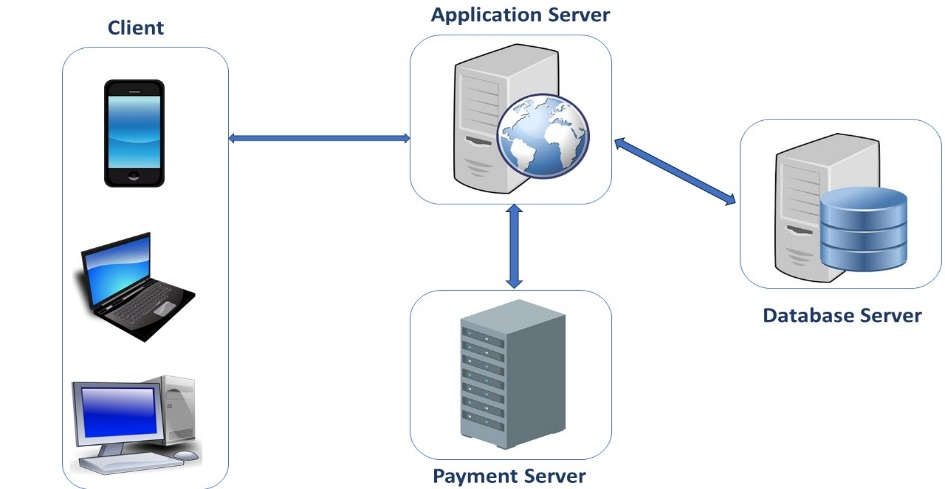 Client
Application Server
Database Server
Payment Server